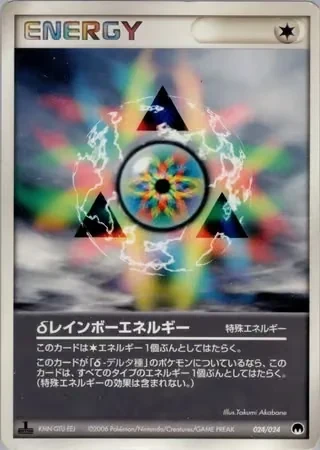 ENERGY
δレインボーエネルギー 特殊エネルギー
このカードは エネルギー1個ぶんとしてはたらく。
このカードが「δ-デルタ種」のポケモンについているなら、このカ
ードは、すべてのタイプのエネルギー1個ぶんとしてはたらく。
(特殊エネルギーの効果は含まれない。)
Illus.Takumi Akabane
©2006 Pokémon/Nintendo/Creatures/GAME FREAK